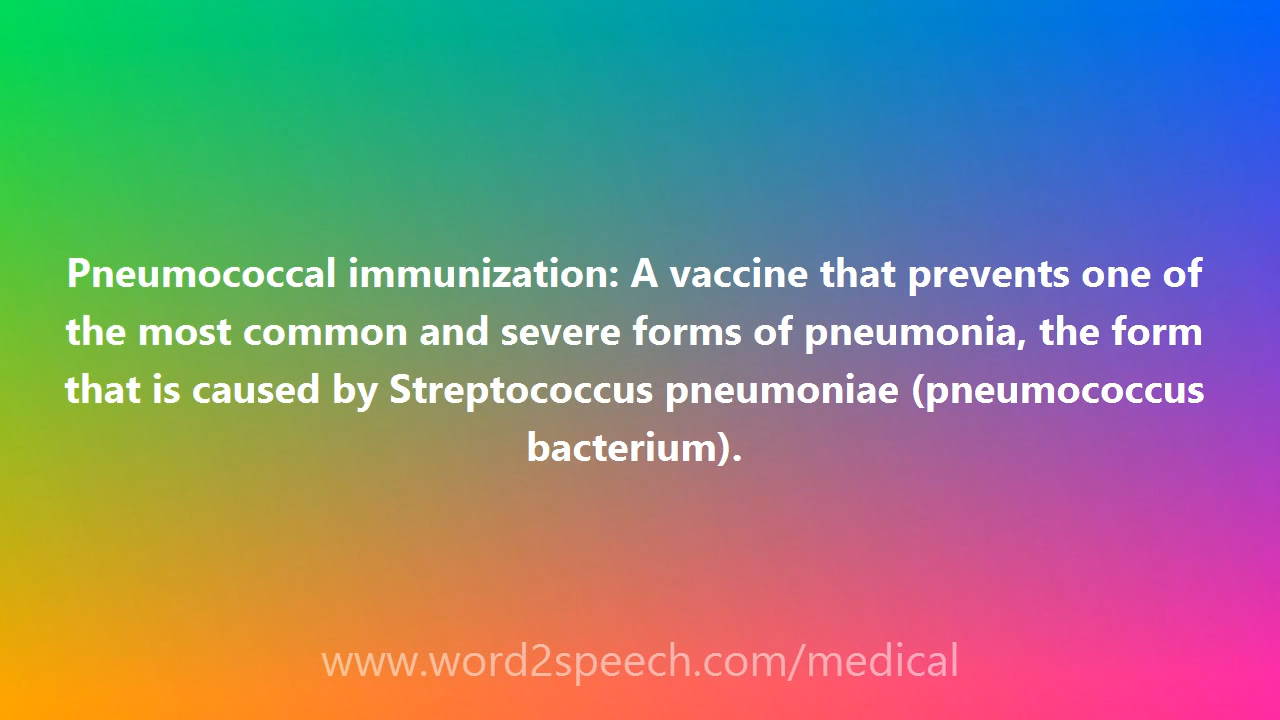 Pneumococcal immunization: A vaccine that prevents one of
the most common and severe forms of pneumonia, the form
that is caused by Streptococcus pneumoniae (pneumococcus
bacterium).
www.word2speech.com/medical